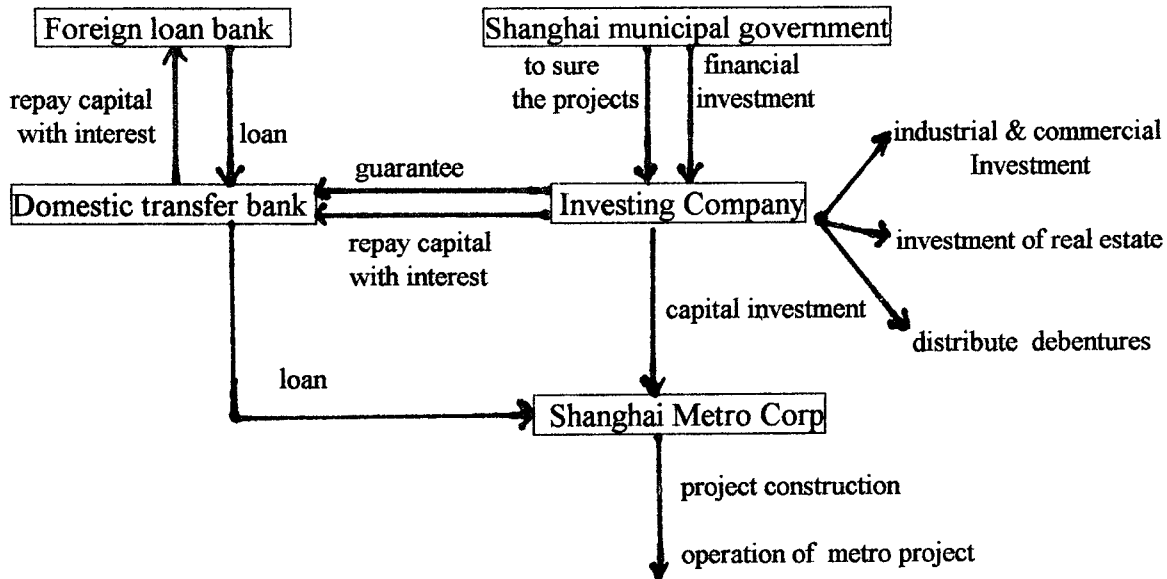 Foreign loan bank
Shanghai municipal government
to sure
the projects
financial
investment
repay capital
with interest
loan
industrial & commercial
Investment
guarantee
Domestic transfer bank
Investing Company
repay capital
with interest
investment of real estate
capital investment
distribute debentures
loan
Shanghai Metro Corp
project construction
operation of metro project